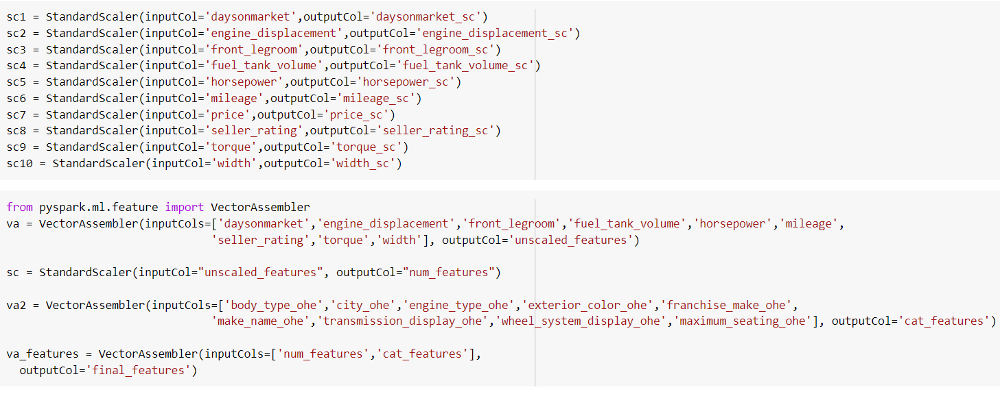 sc1 = StandardScaler(inputCol='daysonmarket',outputCol='daysonmarket_sc')
sc2 = StandardScaler(inputCol='engine_displacement',outputCol='engine_displacement_sc')
sc3 = StandardScaler(inputCol='front_legroom',outputCol='front_legroom_sc')
sc4 = StandardScaler(inputCol='fuel_tank_volume',outputCol='fuel_tank_volume_sc')
sc5 = StandardScaler(inputCol='horsepower',outputCol='horsepower_sc')
sc6 = StandardScaler(inputCol='mileage',outputCol='mileage_sc')
sc7 = StandardScaler(inputCol='price',outputCol='price_sc')
sc8 = StandardScaler(inputCol='seller_rating',outputCol='seller_rating_sc')
sc9 = StandardScaler(inputCol='torque',outputCol='torque_sc')
sc10 = StandardScaler(inputCol='width',outputCol='width_sc')
from pyspark.ml.feature import VectorAssembler
va = VectorAssembler(inputCols=['daysonmarket','engine_displacement','front_legroom','fuel_tank_volume','horsepower','mileage',
'seller_rating','torque','width'], outputCol='unscaled_features')
sc = StandardScaler(inputCol="unscaled_features", outputCol="num_features")
va2 = VectorAssembler(inputCols=['body_type_ohe','city_ohe','engine_type_ohe','exterior_color_ohe','franchise_make_ohe',
'make_name_ohe','transmission_display_ohe','wheel_system_display_ohe','maximum_seating_ohe'], outputCol='cat_features')
va_features = VectorAssembler(inputCols=['num_features','cat_features'],
outputCol='final_features')